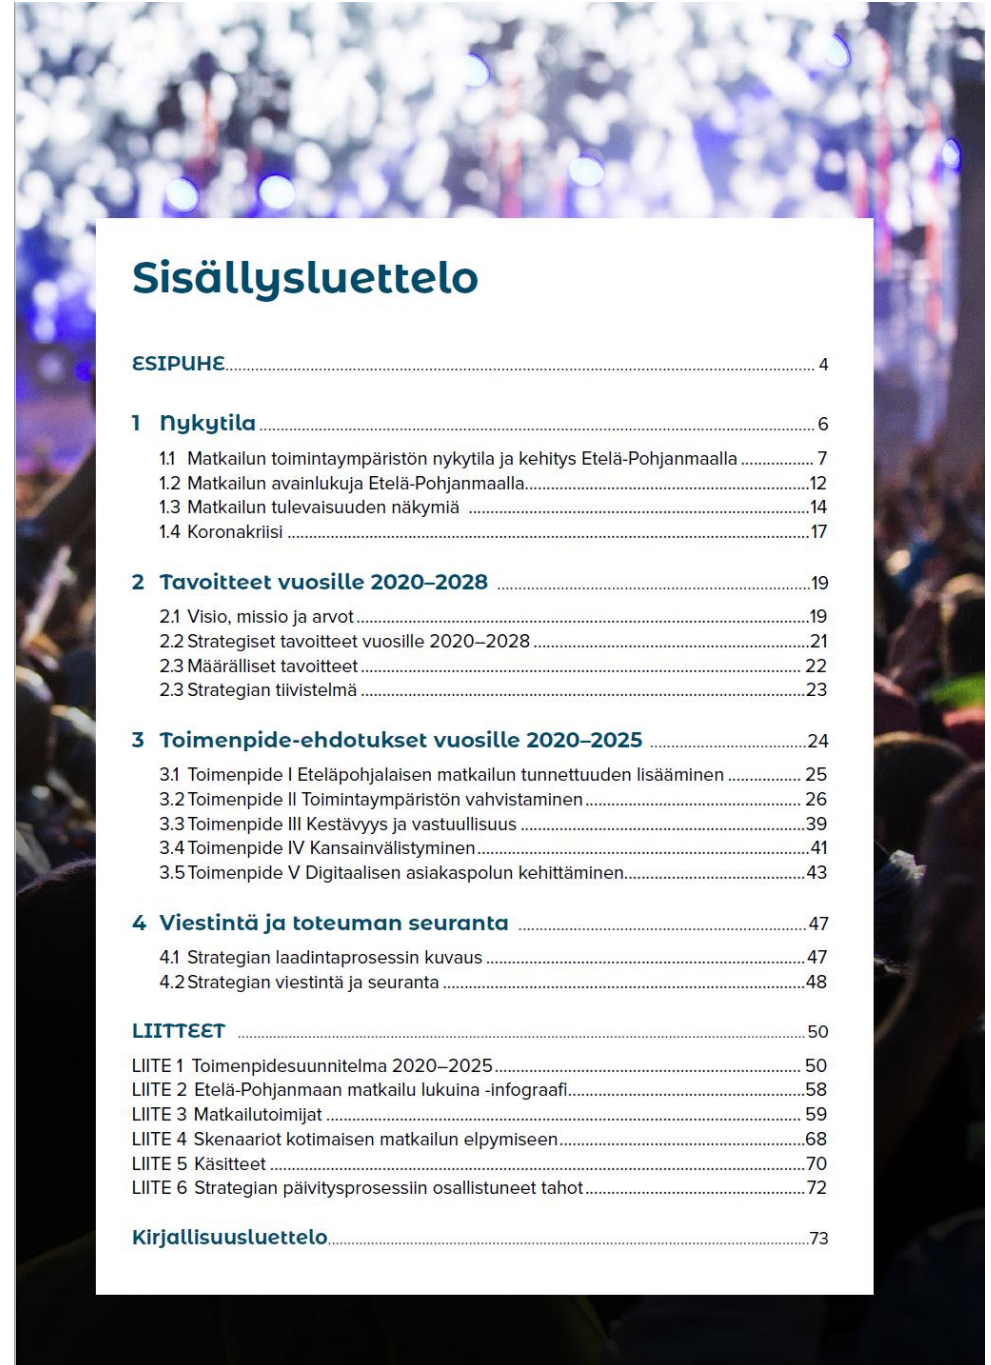 Sisällysluettelo
ESIPUHE.......... 4
1 Nykytila.......... 6
1.1 Matkailun toimintaympäristön nykytila ja kehitys Etelä-Pohjanmaalla.......... 7
1.2 Matkailun avainlukuja Etelä-Pohjanmaalla..........12
1.3 Matkailun tulevaisuuden näkymiä ..........14
1.4 Koronakriisi ..........17
2 Tavoitteet vuosille 2020–2028 ..........19
2.1 Visio, missio ja arvot..........19
2.2 Strategiset tavoitteet vuosille 2020–2028 ..........21
2.3 Määrälliset tavoitteet .......... 22
2.3 Strategian tiivistelmä ..........23
3 Toimenpide-ehdotukset vuosille 2020–2025 ..........24
3.1 Toimenpide I Eteläpohjalaisen matkailun tunnettuuden lisääminen .......... 25
3.2 Toimenpide II Toimintaympäristön vahvistaminen.......... 26
3.3 Toimenpide III Kestävyys ja vastuullisuus ..........39
3.4 Toimenpide IV Kansainvälistyminen..........41
3.5 Toimenpide V Digitaalisen asiakaspolun kehittäminen..........43
4 Viestintä ja toteuman seuranta ..........47
4.1 Strategian laadintaprosessin kuvaus ..........47
4.2 Strategian viestintä ja seuranta ..........48
LIITTEET ..........50
LIITE 1 Toimenpidesuunnitelma 2020–2025.......... 50
LIITE 2 Etelä-Pohjanmaan matkailu lukuina -infograafi..........58
LIITE 3 Matkailutoimijat .......... 59
LIITE 4 Skenaariot kotimaisen matkailun elpymiseen..........68
LIITE 5 Käsitteet ..........70
LIITE 6 Strategian päivitysprosessiin osallistuneet tahot..........72
Kirjallisuusluettelo..........73